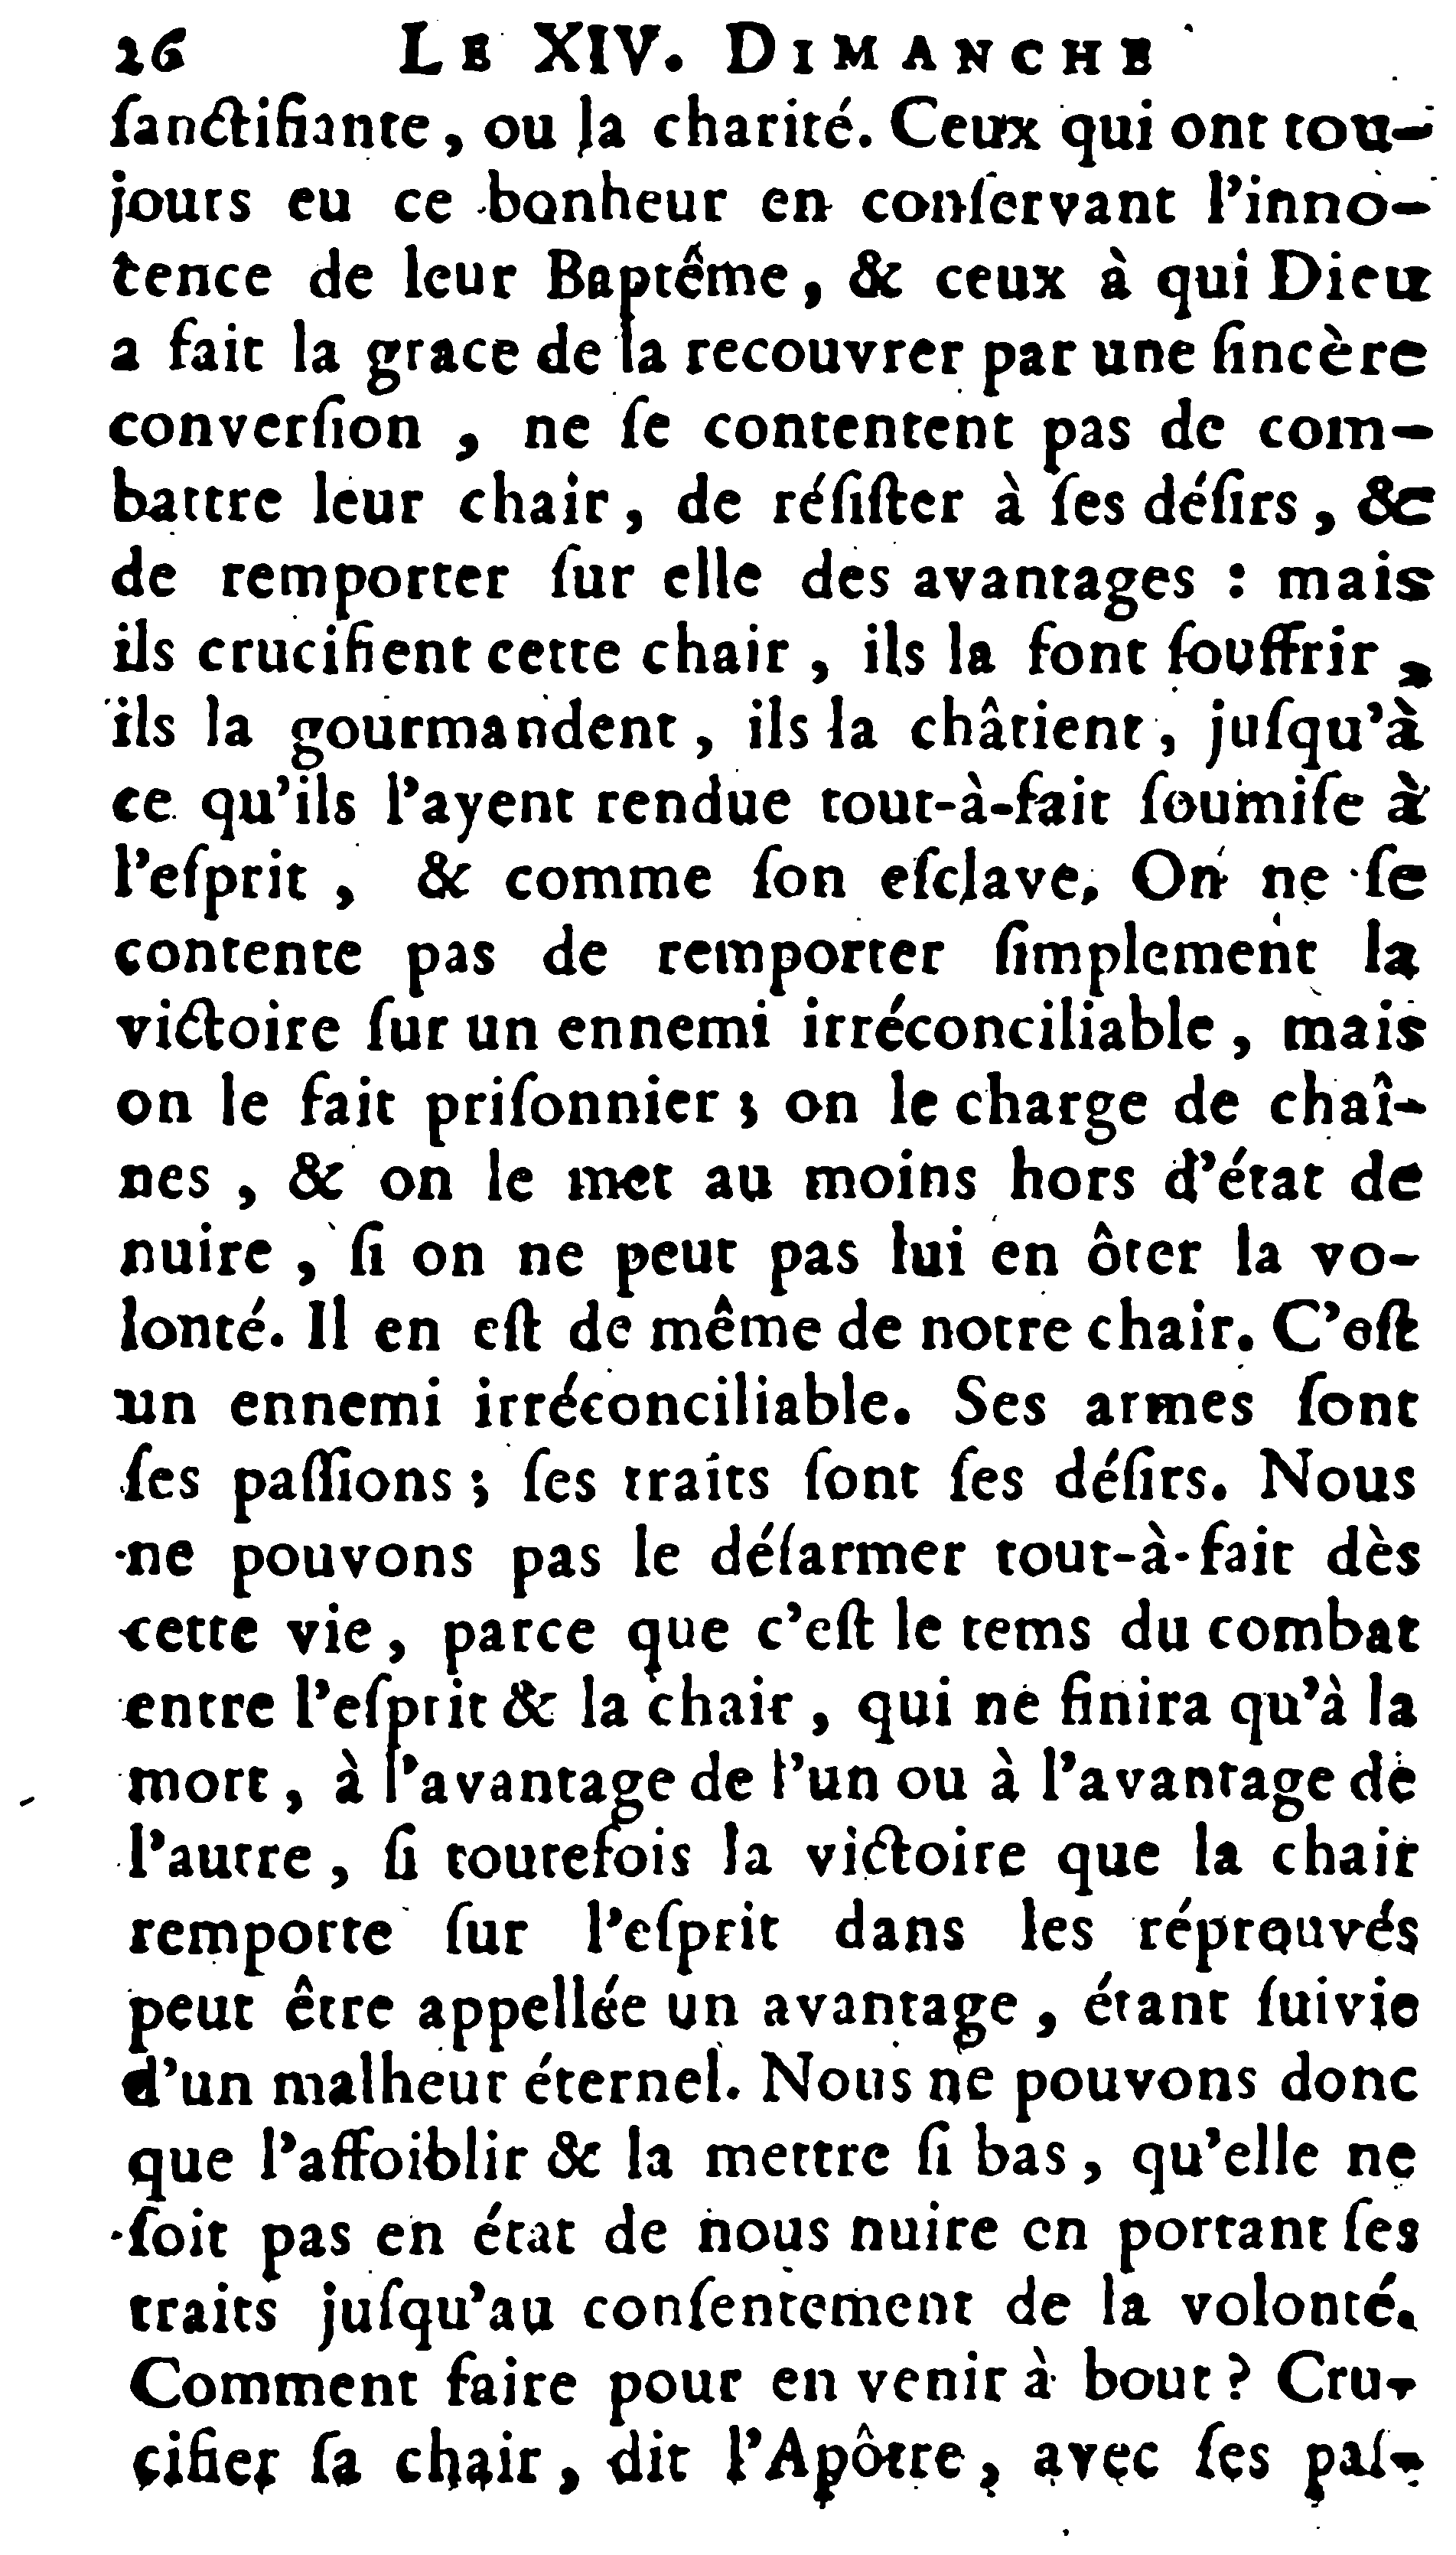 26 LE XIV. DIMANCHE
ſanctifiante, ou la charité. Ceux qui ont tou-
jours eu ce bonheur en conſervant l'inno-
cence de leur Baptême, & ceux à qui Dieu
a fait la grace de la recouvrer par une ſincère
converſion, ne ſe contentent pas de com-
battre leur chair, de réſiſter à ſes déſirs, &
de remporter ſur elle des avantages : mais
ils crucifient cette chair, ils la font ſouffrir,
ils la gourmandent, ils la châtient, juſqu'à
ce qu'ils l'ayent rendue tout-à-fait ſoumiſe à
l'eſprit, & comme ſon eſclave. On ne ſe
contente pas de remporter ſimplement la
victoire ſur un ennemi irréconciliable, mais
on le fait priſonnier ; on le charge de chaî-
nes, & on le met au moins hors d'état de
nuire, ſi on ne peut pas lui en ôter la vo-
lonté. Il en eſt de même de notre chair. C'eſt
un ennemi irréconciliable. Ses armes ſont
ſes paſſions ; ſes traits ſont ſes déſirs. Nous
ne pouvons pas le déſarmer tout-à-fait dès
cette vie, parce que c'eſt le tems du combat
entre l'eſprit & la chair, qui ne finira qu'à la
mort, à l'avantage de l'un ou à l'avantage de
l'autre, ſi toutefois la victoire que la chair
remporte ſur l'eſprit dans les réprouvés
peut être appellée un avantage, étant ſuivie
d'un malheur éternel. Nous ne pouvons donc
que l'affoiblir & la mettre ſi bas, qu'elle ne
ſoit pas en état de nous nuire en portant ſes
traits juſqu'au conſentement de la volonté.
Comment faire pour en venir à bout ? Cru-
cifier ſa chair, dit l'Apôtre, avec ſes paſ-